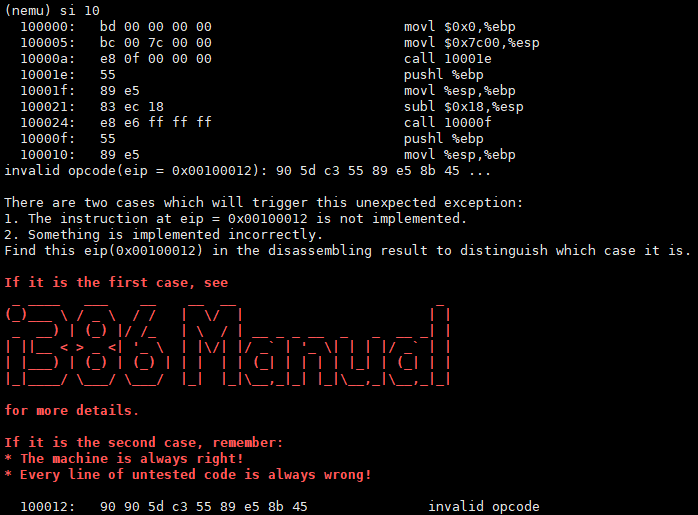 (nemu) si 10
  100000:   bd 00 00 00 00                        movl $0x0,%ebp
  100005:   bc 00 7c 00 00                        movl $0x7c00,%esp
  10000a:   e8 0f 00 00 00                        call 10001e
  10001e:   55                                    pushl %ebp
  10001f:   89 e5                                 movl %esp,%ebp
  100021:   83 ec 18                              subl $0x18,%esp
  100024:   e8 e6 ff ff ff                        call 10000f
  10000f:   55                                    pushl %ebp
  100010:   89 e5                                 movl %esp,%ebp
invalid opcode(eip = 0x00100012): 90 5d c3 55 89 e5 8b 45 ...

There are two cases which will trigger this unexpected exception:
1. The instruction at eip = 0x00100012 is not implemented.
2. Something is implemented incorrectly.
Find this eip(0x00100012) in the disassembling result to distinguish which case it is.

If it is the first case, see
i386 Manual
for more details.

If it is the second case, remember:
* The machine is always right!
* Every line of untested code is always wrong!

  100012:   90 90 5d c3 55 89 e5 8b 45               invalid opcode